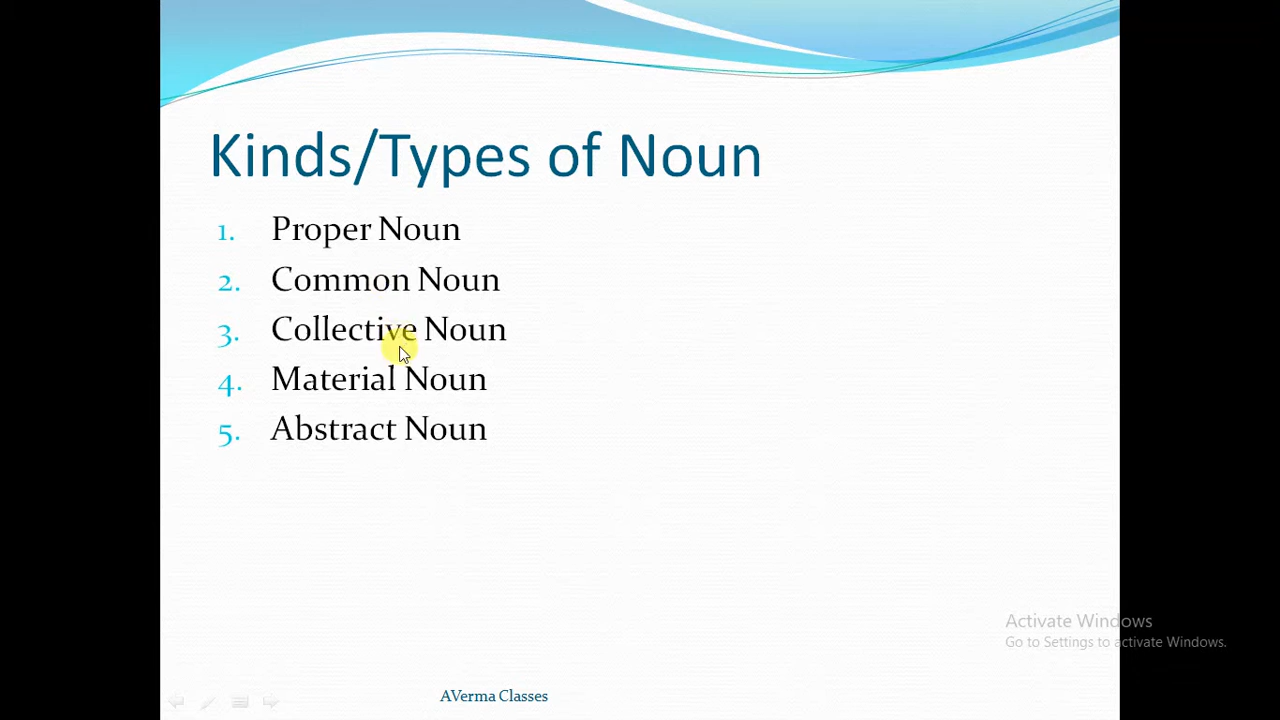 Kinds/Types of Noun
1. Proper Noun
2. Common Noun
3. Collective Noun
4. Material Noun
5. Abstract Noun
Activate Windows
Go to Settings to activate Windows.
AVerma Classes